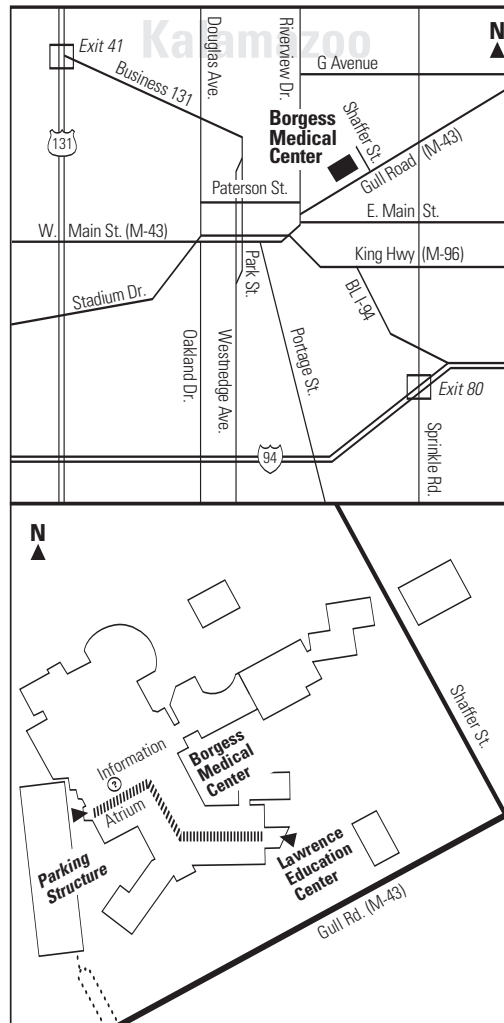 Kalamazoo
N
Exit 41
Business 131
Douglas Ave.
Riverview Dr.
G Avenue
131
Borgess
Medical
Center
Shaffer St.
Gull Road (M-43)
Paterson St.
E. Main St.
W. Main St. (M-43)
King Hwy (M-96)
Park St.
BL I-94
Stadium Dr.
Oakland Dr.
Westnedge Ave.
Portage St.
Exit 80
94
Sprinkle Rd.
N
Shaffer St.
Information
?
Atrium
Borgess
Medical
Center
Parking
Structure
Lawrence
Education
Center
Gull Rd. (M-43)